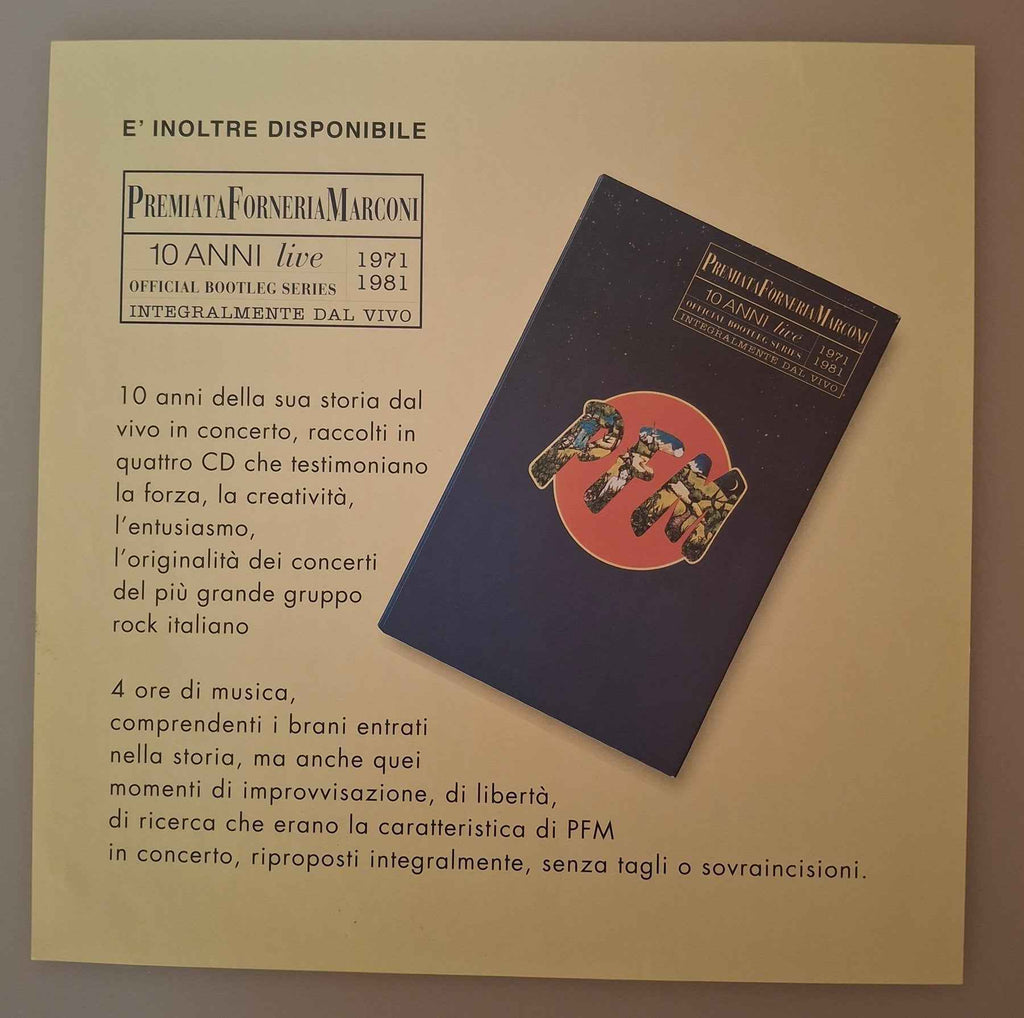 E' INOLTRE DISPONIBILE
PREMIATAFORNERIAMARCONI
10 ANNI live
1971
1981
OFFICIAL BOOTLEG SERIES
INTEGRALMENTE DAL VIVO
10 anni della sua storia dal
vivo in concerto, raccolti in
quattro CD che testimoniano
la forza, la creatività,
l'entusiasmo,
l'originalità dei concerti
del più grande gruppo
rock italiano
4 ore di musica,
comprendenti i brani entrati
nella storia, ma anche quei
momenti di improvvisazione, di libertà,
di ricerca che erano la caratteristica di PFM
in concerto, riproposti integralmente, senza tagli o sovraincisioni.
PREMIATAFORNERIAMARCONI
10 ANNI live
1971
1981
OFFICIAL BOOTLEG SERIES
INTEGRALMENTE DAL VIVO
PFM